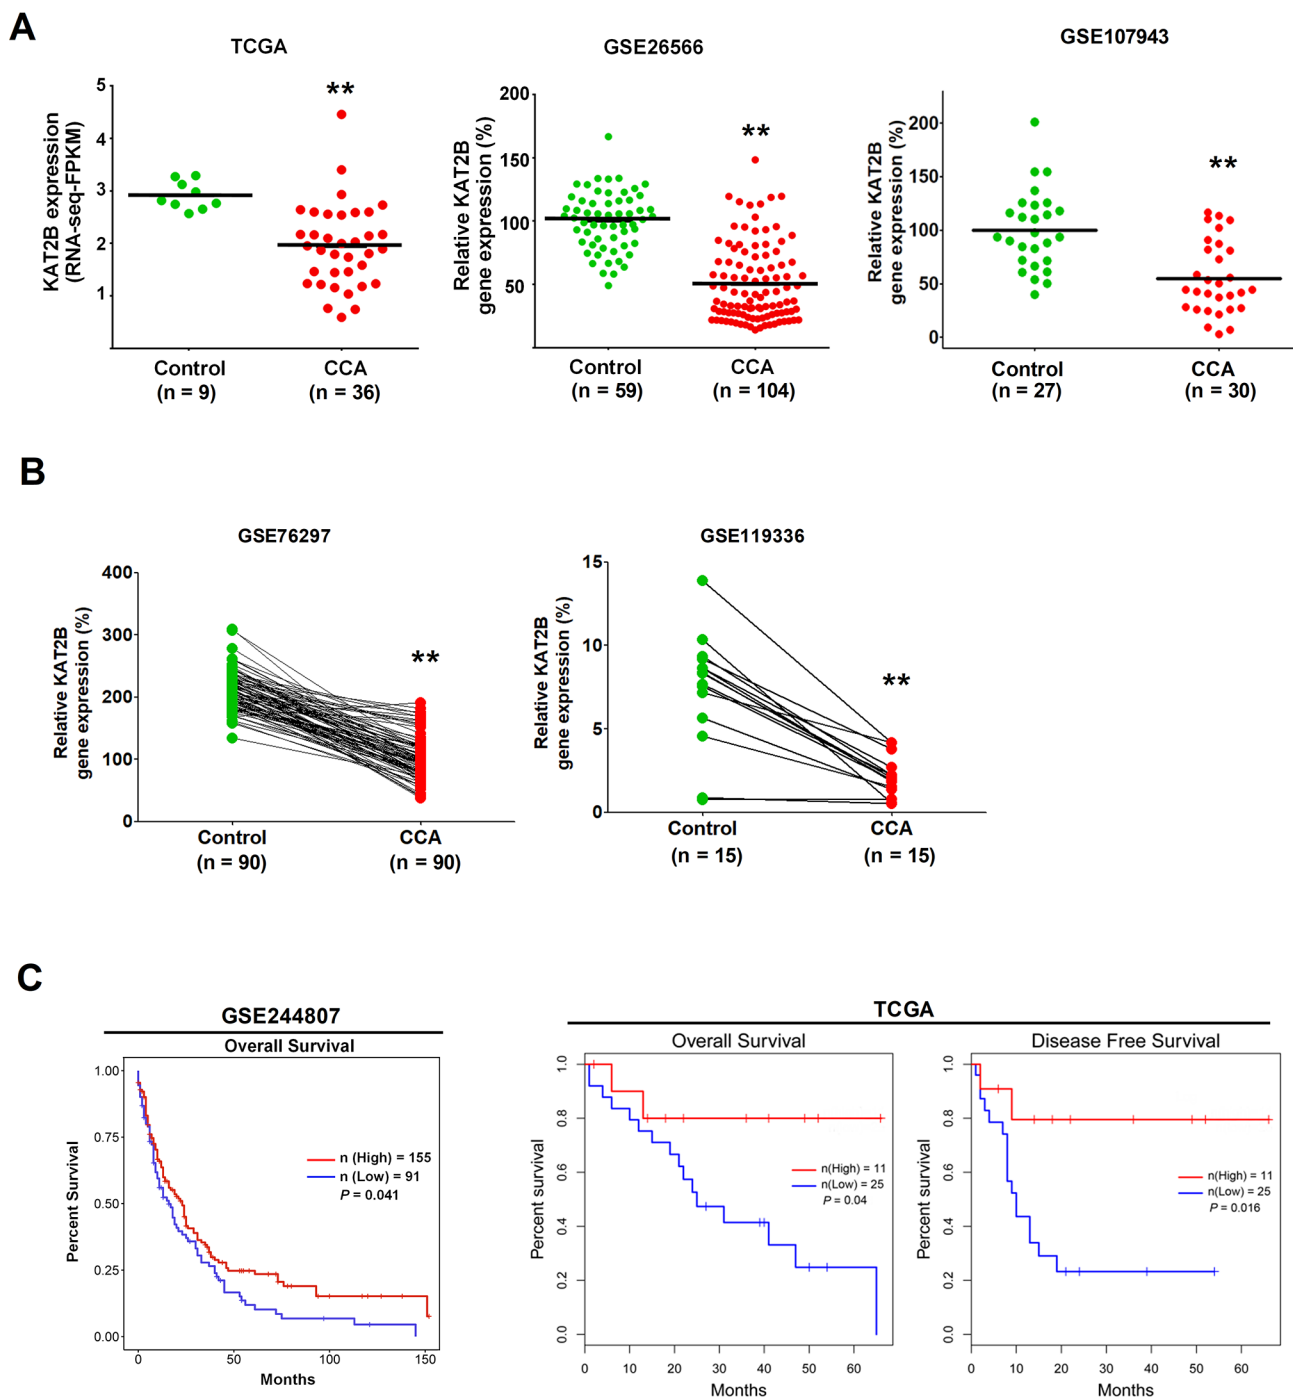 A
TCGA
KAT2B expression
(RNA-seq-FPKM)
5
4
3
2
1
**
Control
(n = 9)
CCA
(n = 36)
GSE26566
Relative KAT2B
gene expression (%)
200
150
100
50
**
Control
(n = 59)
CCA
(n = 104)
GSE107943
Relative KAT2B
gene expression (%)
200
150
100
50
0
**
Control
(n = 27)
CCA
(n = 30)
B
GSE76297
Relative KAT2B
gene expression (%)
400
300
200
100
0
**
Control
(n = 90)
CCA
(n = 90)
GSE119336
Relative KAT2B
gene expression (%)
15
10
5
0
**
Control
(n = 15)
CCA
(n = 15)
C
GSE244807
Overall Survival
Percent Survival
1.00
0.75
0.50
0.25
0.00
n (High) = 155
n (Low) = 91
P = 0.041
0 50 100 150
Months
TCGA
Overall Survival
Percent survival
1.0
0.8
0.6
0.4
0.2
0.0
n(High) = 11
n(Low) = 25
P = 0.04
0 10 20 30 40 50 60
Months
Disease Free Survival
Percent survival
1.0
0.8
0.6
0.4
0.2
0.0
n(High) = 11
n(Low) = 25
P = 0.016
0 10 20 30 40 50 60
Months